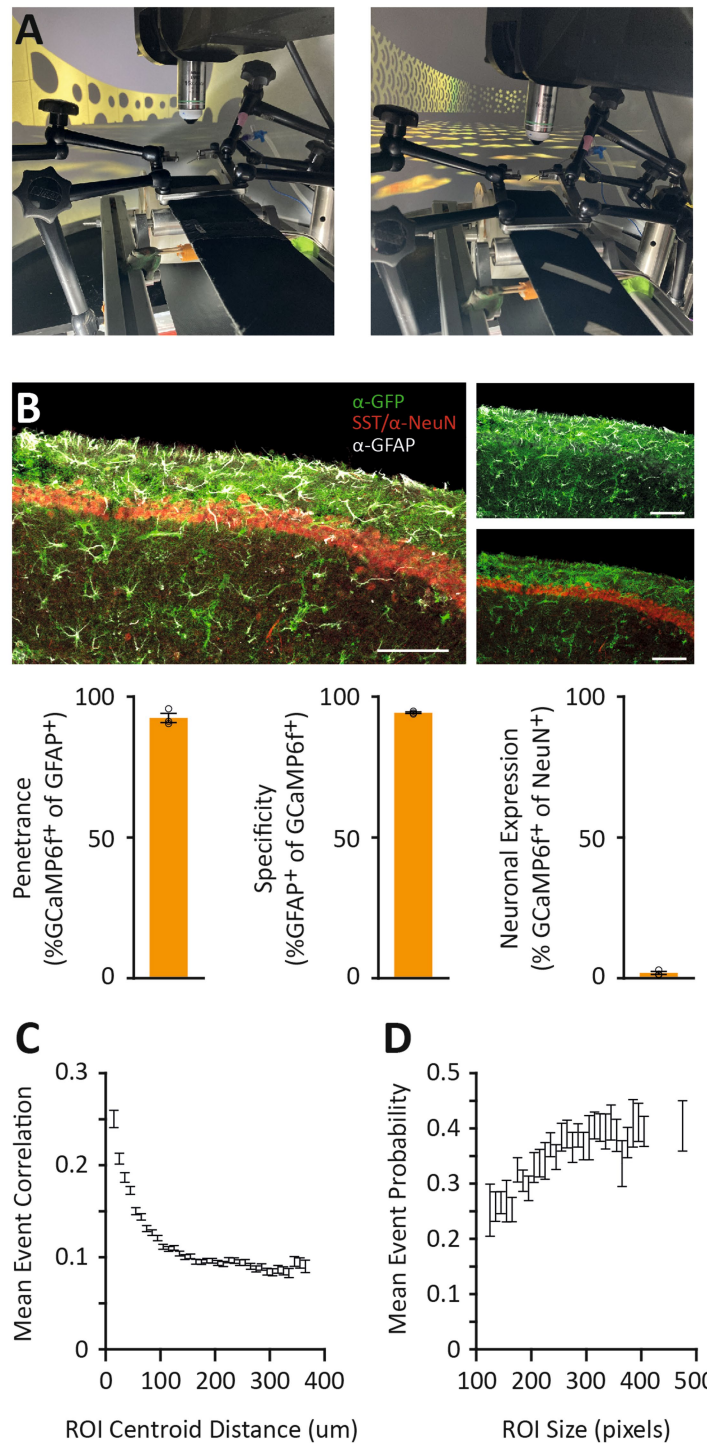 A
B
α-GFP
SST/α-NeuN
α-GFAP
Penetrance
(%GCaMP6f⁺ of GFAP⁺)
100
50
0
Specificity
(%GFAP⁺ of GCaMP6f⁺)
100
50
0
Neuronal Expression
(% GCaMP6f⁺ of NeuN⁺)
100
50
0
C
Mean Event Correlation
0.3
0.2
0.1
0
0 100 200 300 400
ROI Centroid Distance (um)
D
Mean Event Probability
0.5
0.4
0.3
0.2
0.1
0
100 200 300 400 500
ROI Size (pixels)